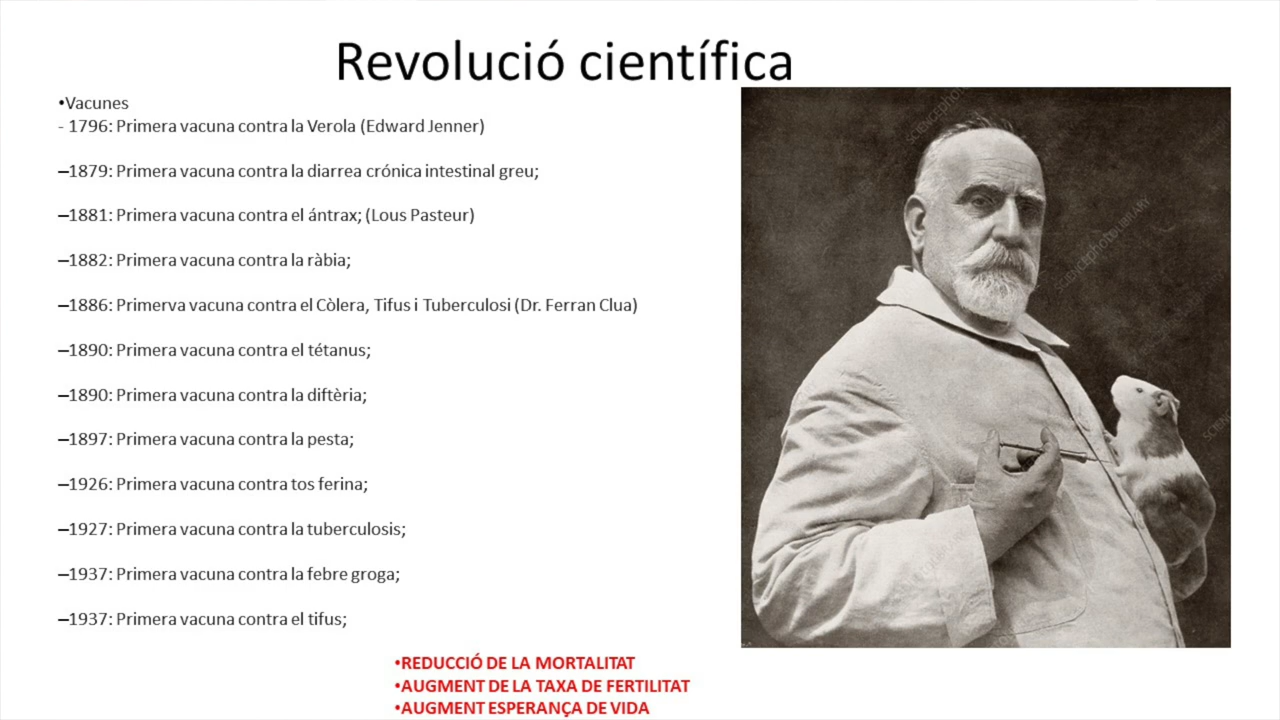 Revolució científica
•Vacunes
- 1796: Primera vacuna contra la Verola (Edward Jenner)
–1879: Primera vacuna contra la diarrea crónica intestinal greu;
–1881: Primera vacuna contra el ántrax; (Lous Pasteur)
–1882: Primera vacuna contra la ràbia;
–1886: Primerva vacuna contra el Còlera, Tifus i Tuberculosi (Dr. Ferran Clua)
–1890: Primera vacuna contra el tétanus;
–1890: Primera vacuna contra la diftèria;
–1897: Primera vacuna contra la pesta;
–1926: Primera vacuna contra tos ferina;
–1927: Primera vacuna contra la tuberculosis;
–1937: Primera vacuna contra la febre groga;
–1937: Primera vacuna contra el tifus;
•REDUCCIÓ DE LA MORTALITAT
•AUGMENT DE LA TAXA DE FERTILITAT
•AUGMENT ESPERANÇA DE VIDA